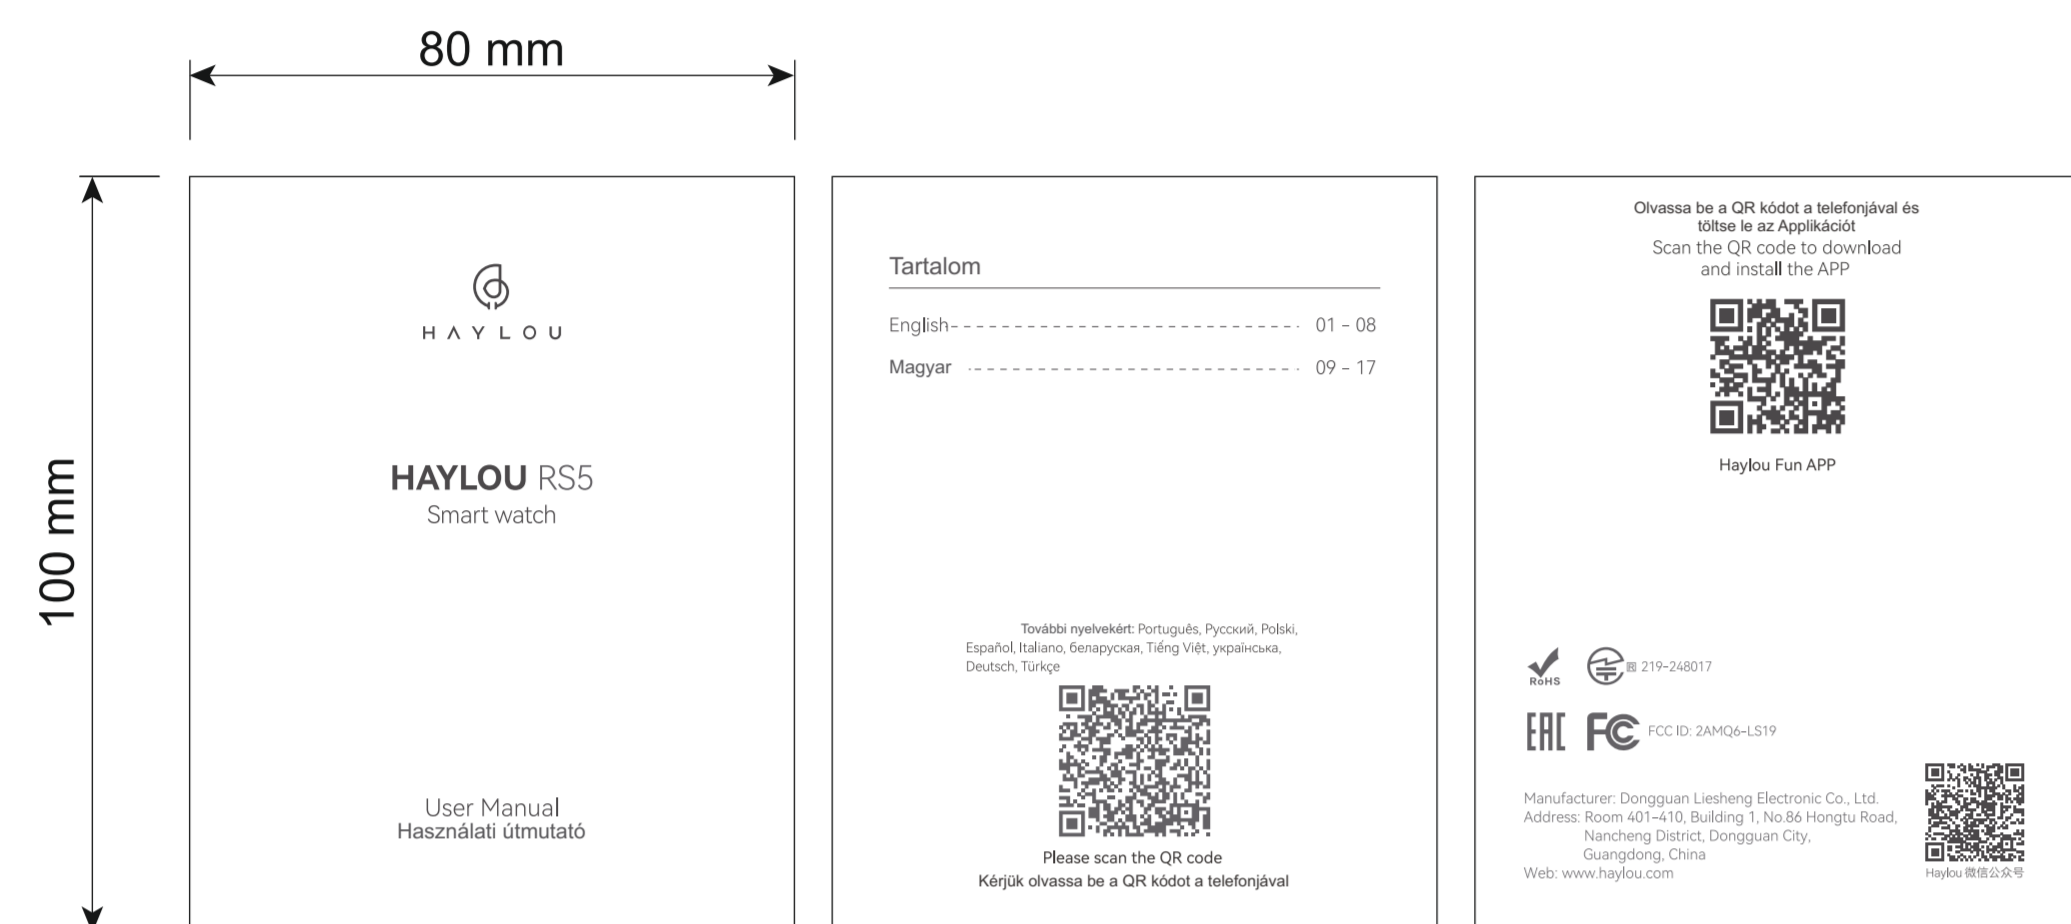 80 mm
100 mm
HAYLOU
HAYLOU RS5
Smart watch
User Manual
Használati útmutató
Tartalom
English- - - - - - - - - - - - - - - - - - - - - - - - - - - - - - 01 - 08
Magyar - - - - - - - - - - - - - - - - - - - - - - - - - - - - - 09 - 17
További nyelvekért: Português, Русский, Polski,
Español, Italiano, беларуская, Tiếng Việt, українська,
Deutsch, Türkçe
Please scan the QR code
Kérjük olvassa be a QR kódot a telefonjával
Olvassa be a QR kódot a telefonjával és
töltse le az Applikációt
Scan the QR code to download
and install the APP
Haylou Fun APP
RoHS
R 219-248017
EAC FC FCC ID: 2AMQ6-LS19
Manufacturer: Dongguan Liesheng Electronic Co., Ltd.
Address: Room 401-410, Building 1, No.86 Hongtu Road,
Nancheng District, Dongguan City,
Guangdong, China
Web: www.haylou.com
Haylou 微信公众号